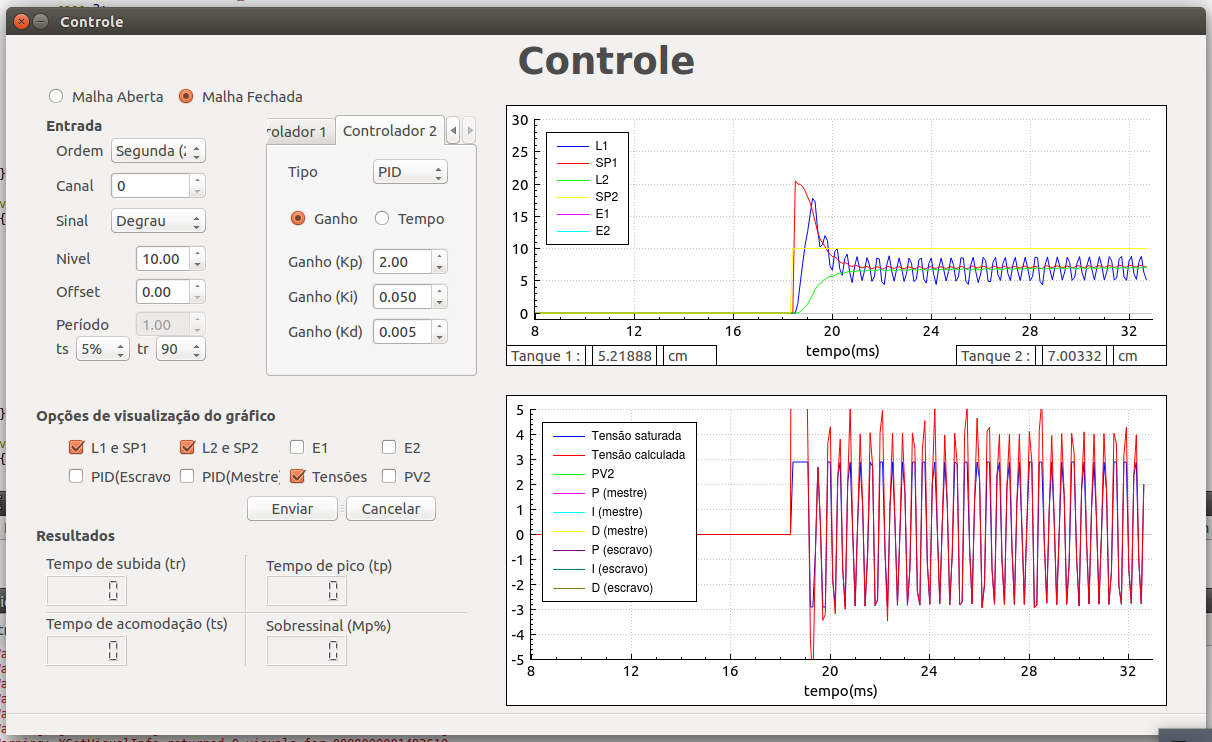 Controle
Controle
Malha Aberta
Malha Fechada
Entrada
Ordem Segunda (
Canal 0
Sinal Degrau
Nivel 10.00
Offset 0.00
Período 1.00
ts 5% tr 90
rolador 1
Controlador 2
Tipo PID
Ganho Tempo
Ganho (Kp) 2.00
Ganho (Ki) 0.050
Ganho (Kd) 0.005
Opções de visualização do gráfico
L1 e SP1 L2 e SP2 E1 E2
PID(Escravo PID(Mestre Tensões PV2
Enviar Cancelar
Resultados
Tempo de subida (tr)
0
Tempo de pico (tp)
0
Tempo de acomodação (ts)
0
Sobressinal (Mp%)
0
30
25
20
15
10
5
0
L1
SP1
L2
SP2
E1
E2
8 12 16 20 24 28 32
tempo(ms)
Tanque 1 : 5.21888 cm
Tanque 2 : 7.00332 cm
5
4
3
2
1
0
-1
-2
-3
-4
-5
Tensão saturada
Tensão calculada
PV2
P (mestre)
I (mestre)
D (mestre)
P (escravo)
I (escravo)
D (escravo)
8 12 16 20 24 28 32
tempo(ms)